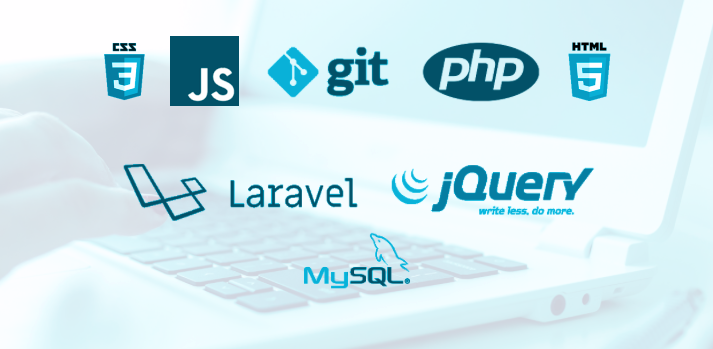 CSS HTML
3 JS git php 5
Laravel jQuery
write less, do more.
MySQL®